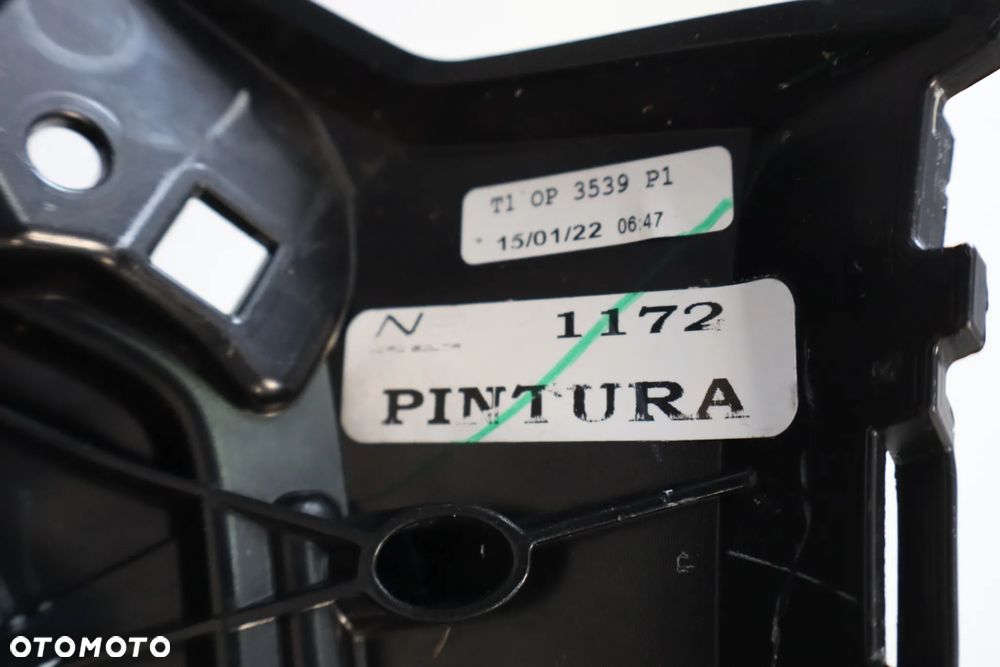 T1 OP 3539 P1
15/01/22 06:47
N 1172
PINTURA
OTOMOTO